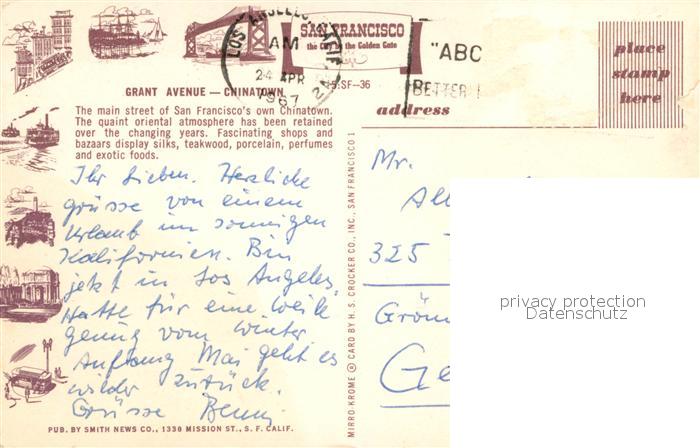 SAN FRANCISCO
the City by the Golden Gate
LOS ANGELES CALIF
AM
24 APR
1967
"ABC
BETTER
place
stamp
here
GRANT AVENUE — CHINATOWN
SF—36
address
The main street of San Francisco's own Chinatown.
The quaint oriental atmosphere has been retained
over the changing years. Fascinating shops and
bazaars display silks, teakwood, porcelain, perfumes
and exotic foods.
Ihr Lieben. Herzliche
grüsse von einem
Urlaub im sonnigen
Kalifornien. Bin
jetzt in Los Angeles.
Hatte für eine Weile
genug vom Winter
Anfang Mai geht es
wieder zurück.
Grüsse Benni
PUB. BY SMITH NEWS CO., 1330 MISSION ST., S. F. CALIF.
MIRRO-KROME ® CARD BY H. S. CROCKER CO., INC., SAN FRANCISCO 1
Mr.
325
privacy protection
Datenschutz